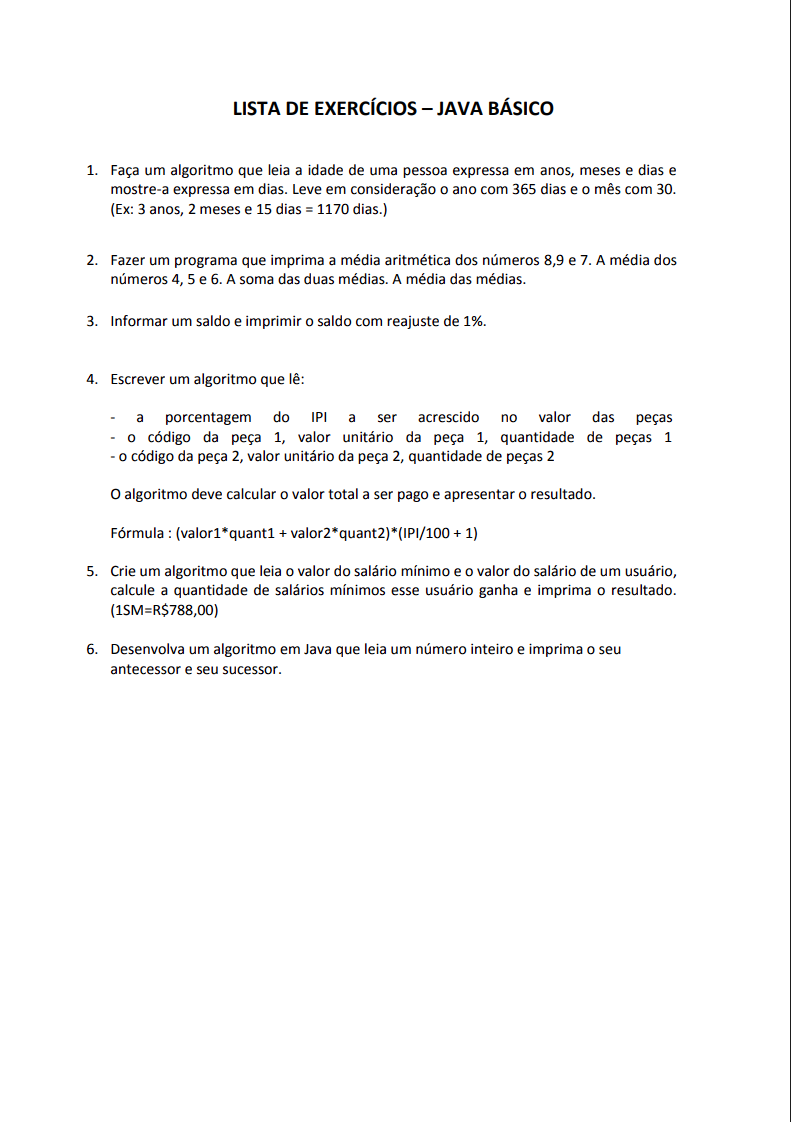 LISTA DE EXERCÍCIOS – JAVA BÁSICO
1. Faça um algoritmo que leia a idade de uma pessoa expressa em anos, meses e dias e
mostre-a expressa em dias. Leve em consideração o ano com 365 dias e o mês com 30.
(Ex: 3 anos, 2 meses e 15 dias = 1170 dias.)
2. Fazer um programa que imprima a média aritmética dos números 8,9 e 7. A média dos
números 4, 5 e 6. A soma das duas médias. A média das médias.
3. Informar um saldo e imprimir o saldo com reajuste de 1%.
4. Escrever um algoritmo que lê:
- a porcentagem do IPI a ser acrescido no valor das peças
- o código da peça 1, valor unitário da peça 1, quantidade de peças 1
- o código da peça 2, valor unitário da peça 2, quantidade de peças 2
O algoritmo deve calcular o valor total a ser pago e apresentar o resultado.
Fórmula : (valor1*quant1 + valor2*quant2)*(IPI/100 + 1)
5. Crie um algoritmo que leia o valor do salário mínimo e o valor do salário de um usuário,
calcule a quantidade de salários mínimos esse usuário ganha e imprima o resultado.
(1SM=R$788,00)
6. Desenvolva um algoritmo em Java que leia um número inteiro e imprima o seu
antecessor e seu sucessor.